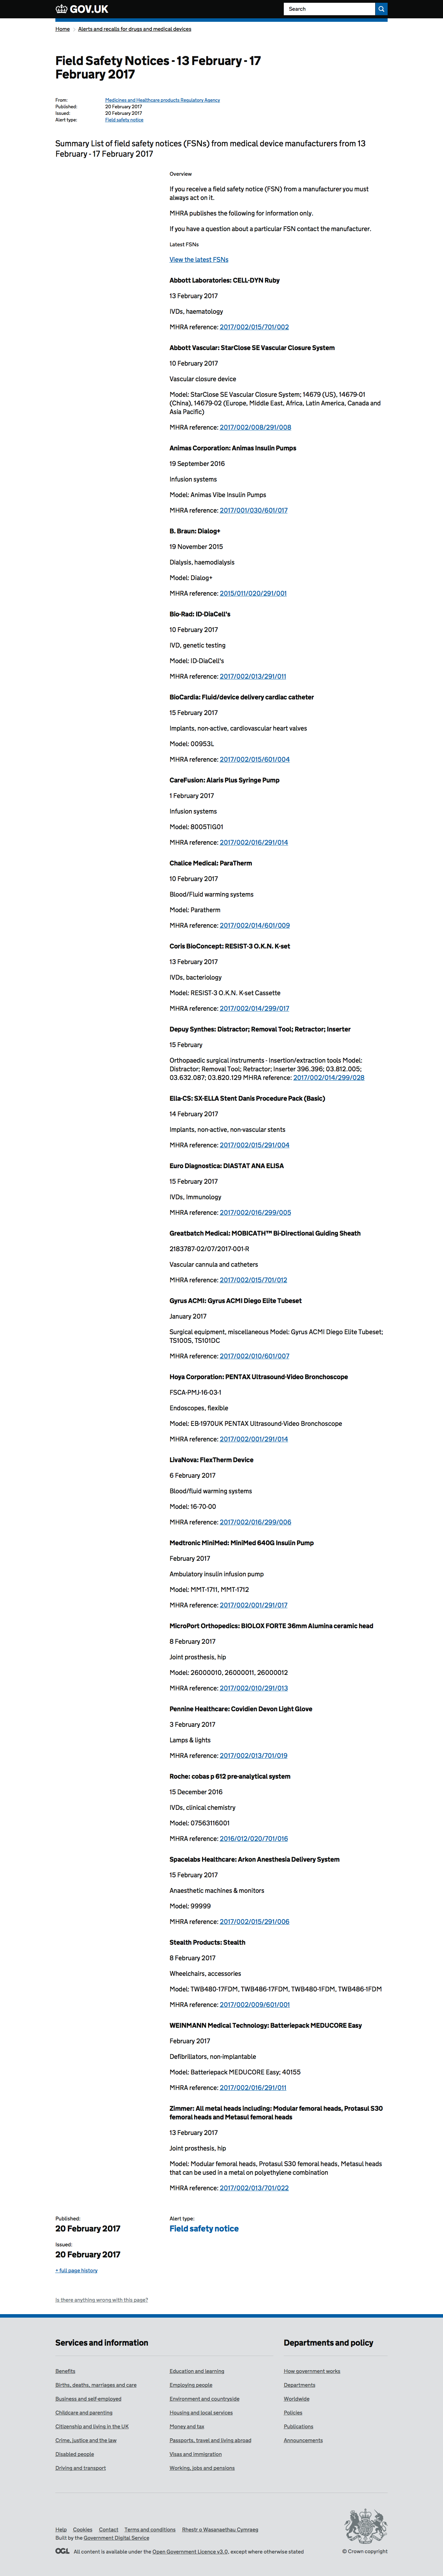 GOV.UK
Search
Home
Alerts and recalls for drugs and medical devices
Field Safety Notices - 13 February - 17
February 2017
From: Medicines and Healthcare products Regulatory Agency
Published: 20 February 2017
Issued: 20 February 2017
Alert type: Field safety notice
Summary List of field safety notices (FSNs) from medical device manufacturers from 13
February - 17 February 2017
Overview
If you receive a field safety notice (FSN) from a manufacturer you must
always act on it.
MHRA publishes the following for information only.
If you have a question about a particular FSN contact the manufacturer.
Latest FSNs
View the latest FSNs
Abbott Laboratories: CELL-DYN Ruby
13 February 2017
IVDs, haematology
MHRA reference: 2017/002/015/701/002
Abbott Vascular: StarClose SE Vascular Closure System
10 February 2017
Vascular closure device
Model: StarClose SE Vascular Closure System; 14679 (US), 14679-01
(China), 14679-02 (Europe, Middle East, Africa, Latin America, Canada and
Asia Pacific)
MHRA reference: 2017/002/008/291/008
Animas Corporation: Animas Insulin Pumps
19 September 2016
Infusion systems
Model: Animas Vibe Insulin Pumps
MHRA reference: 2017/001/030/601/017
B. Braun: Dialog+
19 November 2015
Dialysis, haemodialysis
Model: Dialog+
MHRA reference: 2015/011/020/291/001
Bio-Rad: ID-DiaCell's
10 February 2017
IVD, genetic testing
Model: ID-DiaCell's
MHRA reference: 2017/002/013/291/011
BioCardia: Fluid/device delivery cardiac catheter
15 February 2017
Implants, non-active, cardiovascular heart valves
Model: 00953L
MHRA reference: 2017/002/015/601/004
CareFusion: Alaris Plus Syringe Pump
1 February 2017
Infusion systems
Model: 8005TIG01
MHRA reference: 2017/002/016/291/014
Chalice Medical: ParaTherm
10 February 2017
Blood/Fluid warming systems
Model: Paratherm
MHRA reference: 2017/002/014/601/009
Coris BioConcept: RESIST-3 O.K.N. K-set
13 February 2017
IVDs, bacteriology
Model: RESIST-3 O.K.N. K-set Cassette
MHRA reference: 2017/002/014/299/017
Depuy Synthes: Distractor; Removal Tool; Retractor; Inserter
15 February
Orthopaedic surgical instruments - Insertion/extraction tools Model:
Distractor; Removal Tool; Retractor; Inserter 396.396; 03.812.005;
03.632.087; 03.820.129 MHRA reference: 2017/002/014/299/028
Ella-CS: SX-ELLA Stent Danis Procedure Pack (Basic)
14 February 2017
Implants, non-active, non-vascular stents
MHRA reference: 2017/002/015/291/004
Euro Diagnostica: DIASTAT ANA ELISA
15 February 2017
IVDs, Immunology
MHRA reference: 2017/002/016/299/005
Greatbatch Medical: MOBICATH™ Bi-Directional Guiding Sheath
2183787-02/07/2017-001-R
Vascular cannula and catheters
MHRA reference: 2017/002/015/701/012
Gyrus ACMI: Gyrus ACMI Diego Elite Tubeset
January 2017
Surgical equipment, miscellaneous Model: Gyrus ACMI Diego Elite Tubeset;
TS100S, TS101DC
MHRA reference: 2017/002/010/601/007
Hoya Corporation: PENTAX Ultrasound-Video Bronchoscope
FSCA-PMJ-16-03-1
Endoscopes, flexible
Model: EB-1970UK PENTAX Ultrasound-Video Bronchoscope
MHRA reference: 2017/002/001/291/014
LivaNova: FlexTherm Device
6 February 2017
Blood/fluid warming systems
Model: 16-70-00
MHRA reference: 2017/002/016/299/006
Medtronic MiniMed: MiniMed 640G Insulin Pump
February 2017
Ambulatory insulin infusion pump
Model: MMT-1711, MMT-1712
MHRA reference: 2017/002/001/291/017
MicroPort Orthopedics: BIOLOX FORTE 36mm Alumina ceramic head
8 February 2017
Joint prosthesis, hip
Model: 26000010, 26000011, 26000012
MHRA reference: 2017/002/010/291/013
Pennine Healthcare: Covidien Devon Light Glove
3 February 2017
Lamps & lights
MHRA reference: 2017/002/013/701/019
Roche: cobas p 612 pre-analytical system
15 December 2016
IVDs, clinical chemistry
Model: 07563116001
MHRA reference: 2016/012/020/701/016
Spacelabs Healthcare: Arkon Anesthesia Delivery System
15 February 2017
Anaesthetic machines & monitors
Model: 99999
MHRA reference: 2017/002/015/291/006
Stealth Products: Stealth
8 February 2017
Wheelchairs, accessories
Model: TWB480-17FDM, TWB486-17FDM, TWB480-1FDM, TWB486-1FDM
MHRA reference: 2017/002/009/601/001
WEINMANN Medical Technology: Batteriepack MEDUCORE Easy
February 2017
Defibrillators, non-implantable
Model: Batteriepack MEDUCORE Easy; 40155
MHRA reference: 2017/002/016/291/011
Zimmer: All metal heads including: Modular femoral heads, Protasul S30
femoral heads and Metasul femoral heads
13 February 2017
Joint prosthesis, hip
Model: Modular femoral heads, Protasul S30 femoral heads, Metasul heads
that can be used in a metal on polyethylene combination
MHRA reference: 2017/002/013/701/022
Published: Alert type:
20 February 2017 Field safety notice
Issued:
20 February 2017
+ full page history
Is there anything wrong with this page?
Services and information
Departments and policy
Benefits
Births, deaths, marriages and care
Business and self-employed
Childcare and parenting
Citizenship and living in the UK
Crime, justice and the law
Disabled people
Driving and transport
Education and learning
Employing people
Environment and countryside
Housing and local services
Money and tax
Passports, travel and living abroad
Visas and immigration
Working, jobs and pensions
How government works
Departments
Worldwide
Policies
Publications
Announcements
Help Cookies Contact Terms and conditions Rhestr o Wasanaethau Cymraeg
Built by the Government Digital Service
OGL All content is available under the Open Government Licence v3.0, except where otherwise stated
© Crown copyright